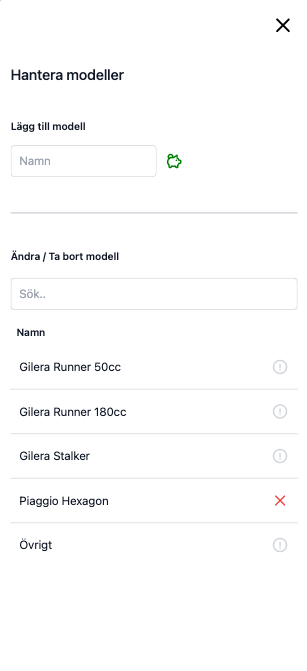 Hantera modeller
Lägg till modell
Namn
Ändra / Ta bort modell
Sök..
Namn
Gilera Runner 50cc
Gilera Runner 180cc
Gilera Stalker
Piaggio Hexagon
Övrigt